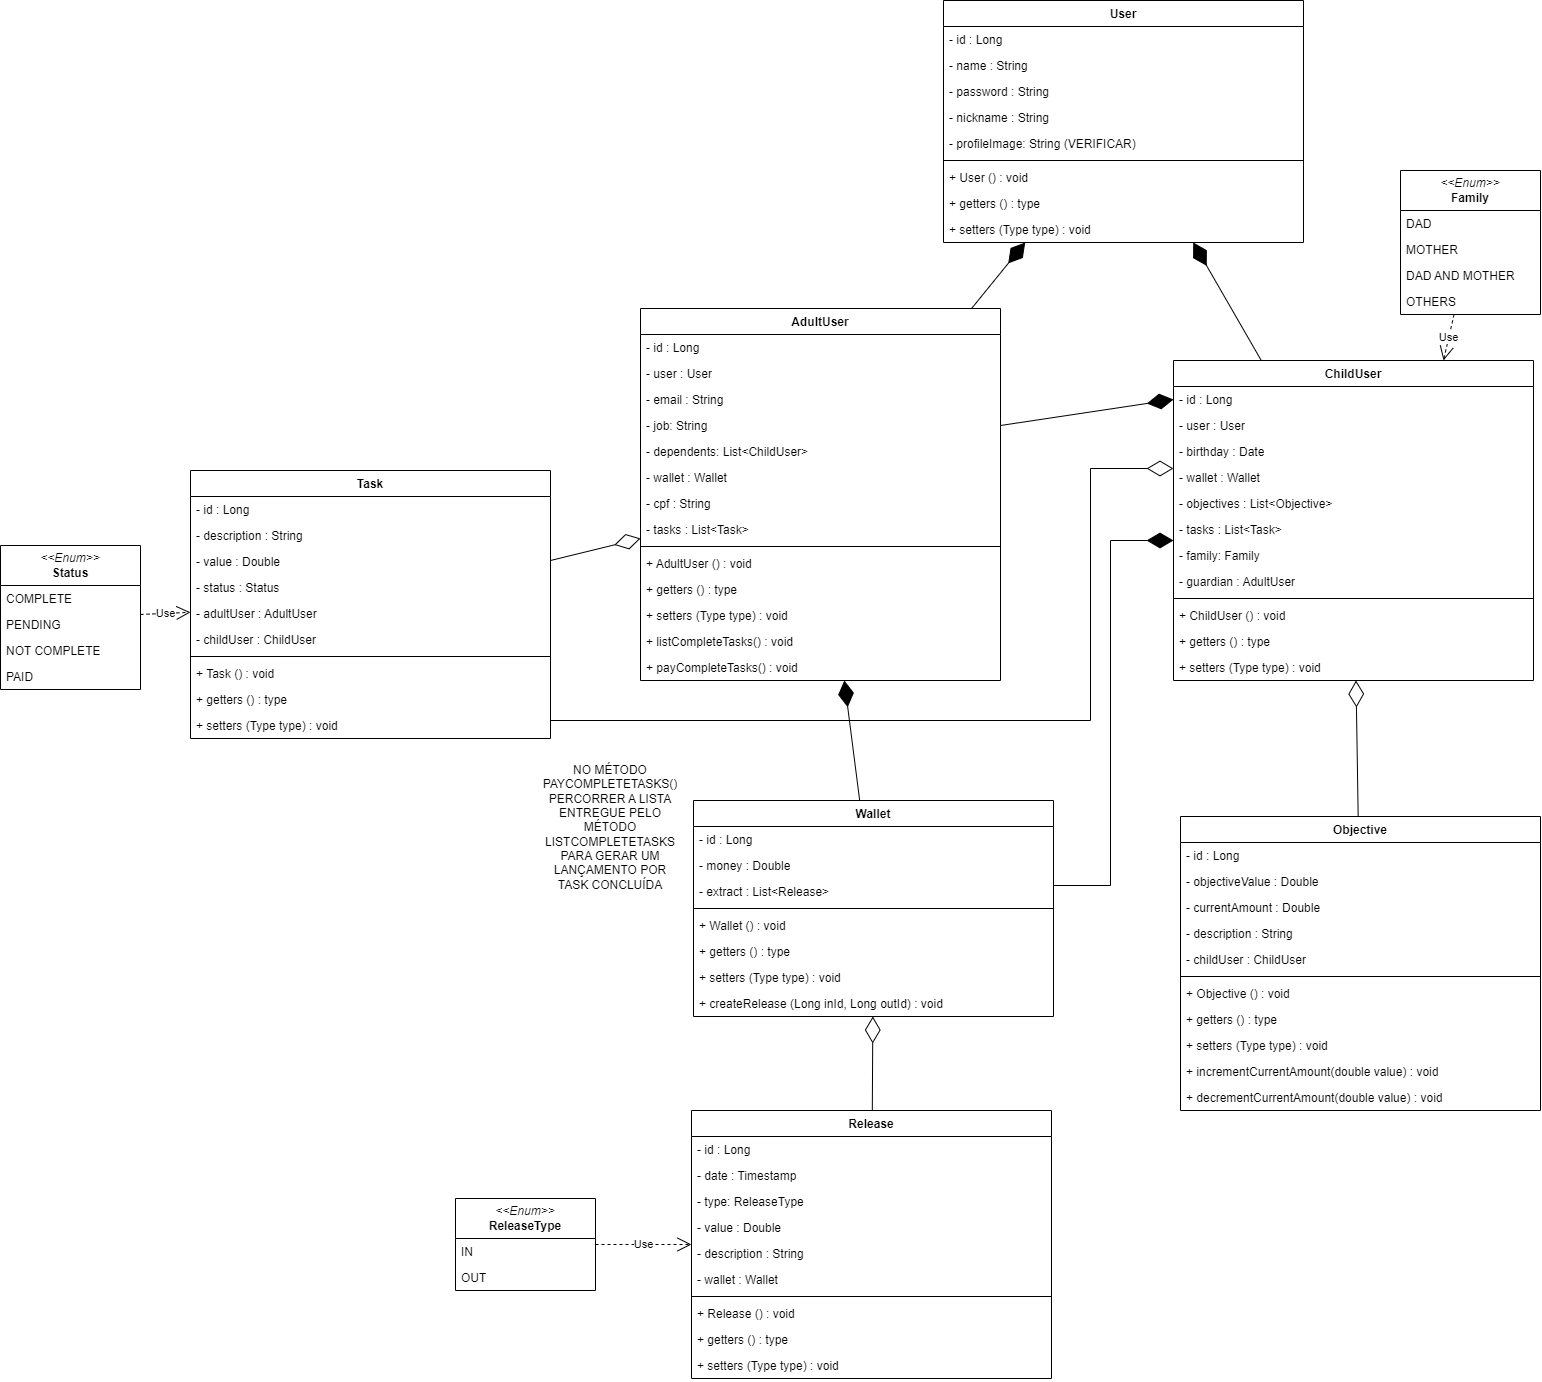 User
- id : Long
- name : String
- password : String
- nickname : String
- profileImage: String (VERIFICAR)
+ User () : void
+ getters () : type
+ setters (Type type) : void
<<Enum>>
Family
DAD
MOTHER
DAD AND MOTHER
OTHERS
Use
AdultUser
- id : Long
- user : User
- email : String
- job: String
- dependents: List<ChildUser>
- wallet : Wallet
- cpf : String
- tasks : List<Task>
+ AdultUser () : void
+ getters () : type
+ setters (Type type) : void
+ listCompleteTasks() : void
+ payCompleteTasks() : void
ChildUser
- id : Long
- user : User
- birthday : Date
- wallet : Wallet
- objectives : List<Objective>
- tasks : List<Task>
- family: Family
- guardian : AdultUser
+ ChildUser () : void
+ getters () : type
+ setters (Type type) : void
Task
- id : Long
- description : String
- value : Double
- status : Status
- adultUser : AdultUser
- childUser : ChildUser
+ Task () : void
+ getters () : type
+ setters (Type type) : void
<<Enum>>
Status
COMPLETE
PENDING
NOT COMPLETE
PAID
Use
NO MÉTODO
PAYCOMPLETETASKS()
PERCORRER A LISTA
ENTREGUE PELO
MÉTODO
LISTCOMPLETETASKS
PARA GERAR UM
LANÇAMENTO POR
TASK CONCLUÍDA
Wallet
- id : Long
- money : Double
- extract : List<Release>
+ Wallet () : void
+ getters () : type
+ setters (Type type) : void
+ createRelease (Long inId, Long outId) : void
Objective
- id : Long
- objectiveValue : Double
- currentAmount : Double
- description : String
- childUser : ChildUser
+ Objective () : void
+ getters () : type
+ setters (Type type) : void
+ incrementCurrentAmount(double value) : void
+ decrementCurrentAmount(double value) : void
Release
- id : Long
- date : Timestamp
- type: ReleaseType
- value : Double
- description : String
- wallet : Wallet
+ Release () : void
+ getters () : type
+ setters (Type type) : void
<<Enum>>
ReleaseType
IN
OUT
Use